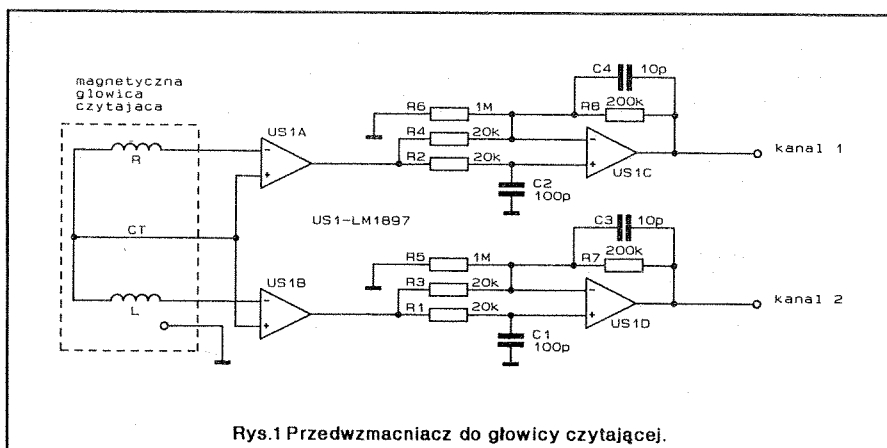 magnetyczna
glowica
czytajaca
R
CT
L
US1A
US1B
US1-LM1897
R6 1M
R4 20k
R2 20k
C2
100p
C4 10p
R8 200k
US1C
kanal 1
R5 1M
R3 20k
R1 20k
C1
100p
C3 10p
R7 200k
US1D
kanal 2
Rys.1 Przedwzmacniacz do głowicy czytającej.